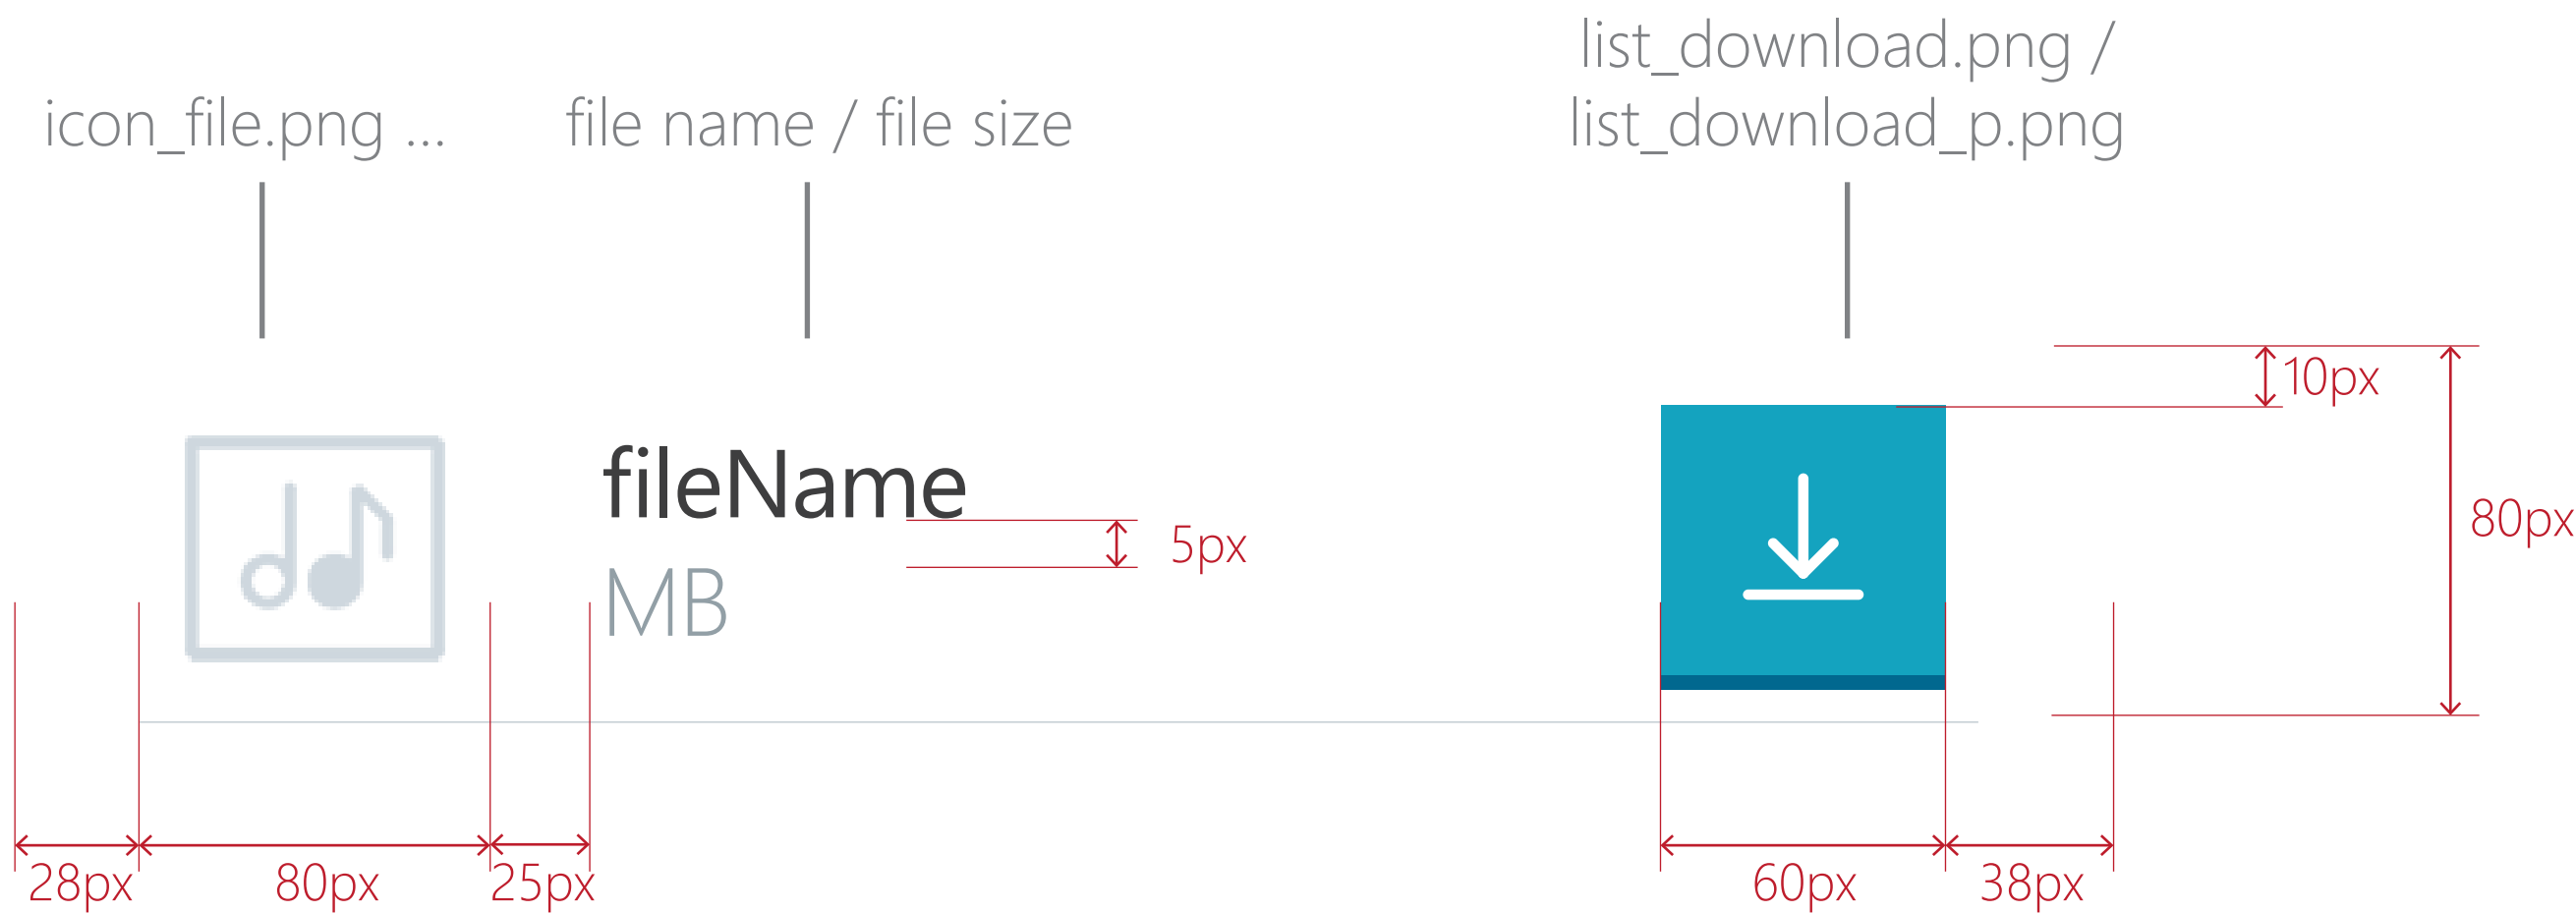 list_download.png /
icon_file.png ...
file name / file size
list_download_p.png
10px
fileName
80px
5px
MB
28px
80px
25px
60px
38px